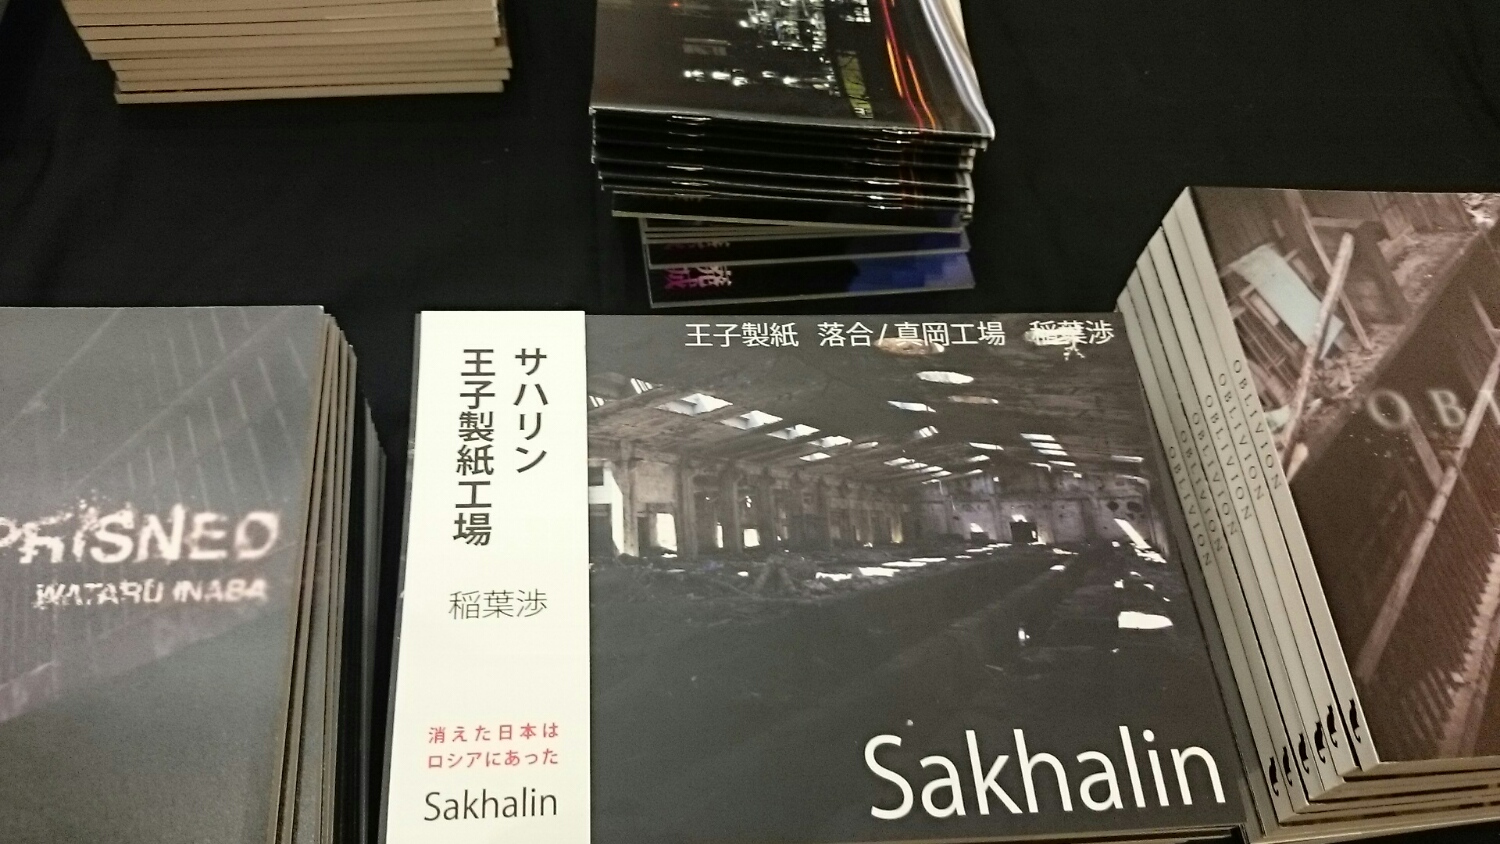 王子製紙 落合/真岡工場 稲葉渉
サハリン
王子製紙工場
稲葉渉
消えた日本は
ロシアにあった
Sakhalin
Sakhalin
PRISNED
WATARU INABA
OBLIVION
OBLIVION
OBLIVION
OBLIVION
OBLIVION
OBLIVION